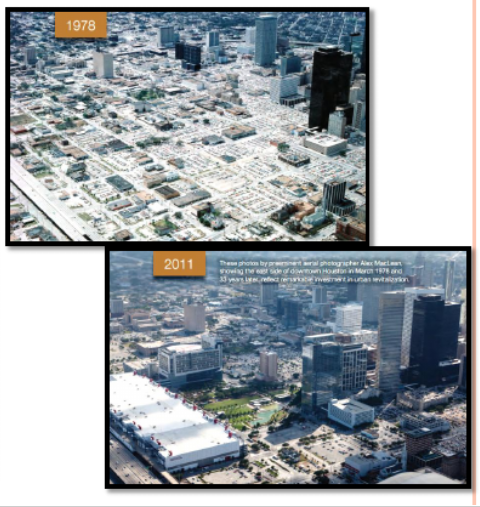 1978
2011
These photos by preeminent aerial photographer Alex MacLean,
showing the east side of downtown Houston in March 1978 and
33 years later, reflect remarkable investment in urban revitalization.